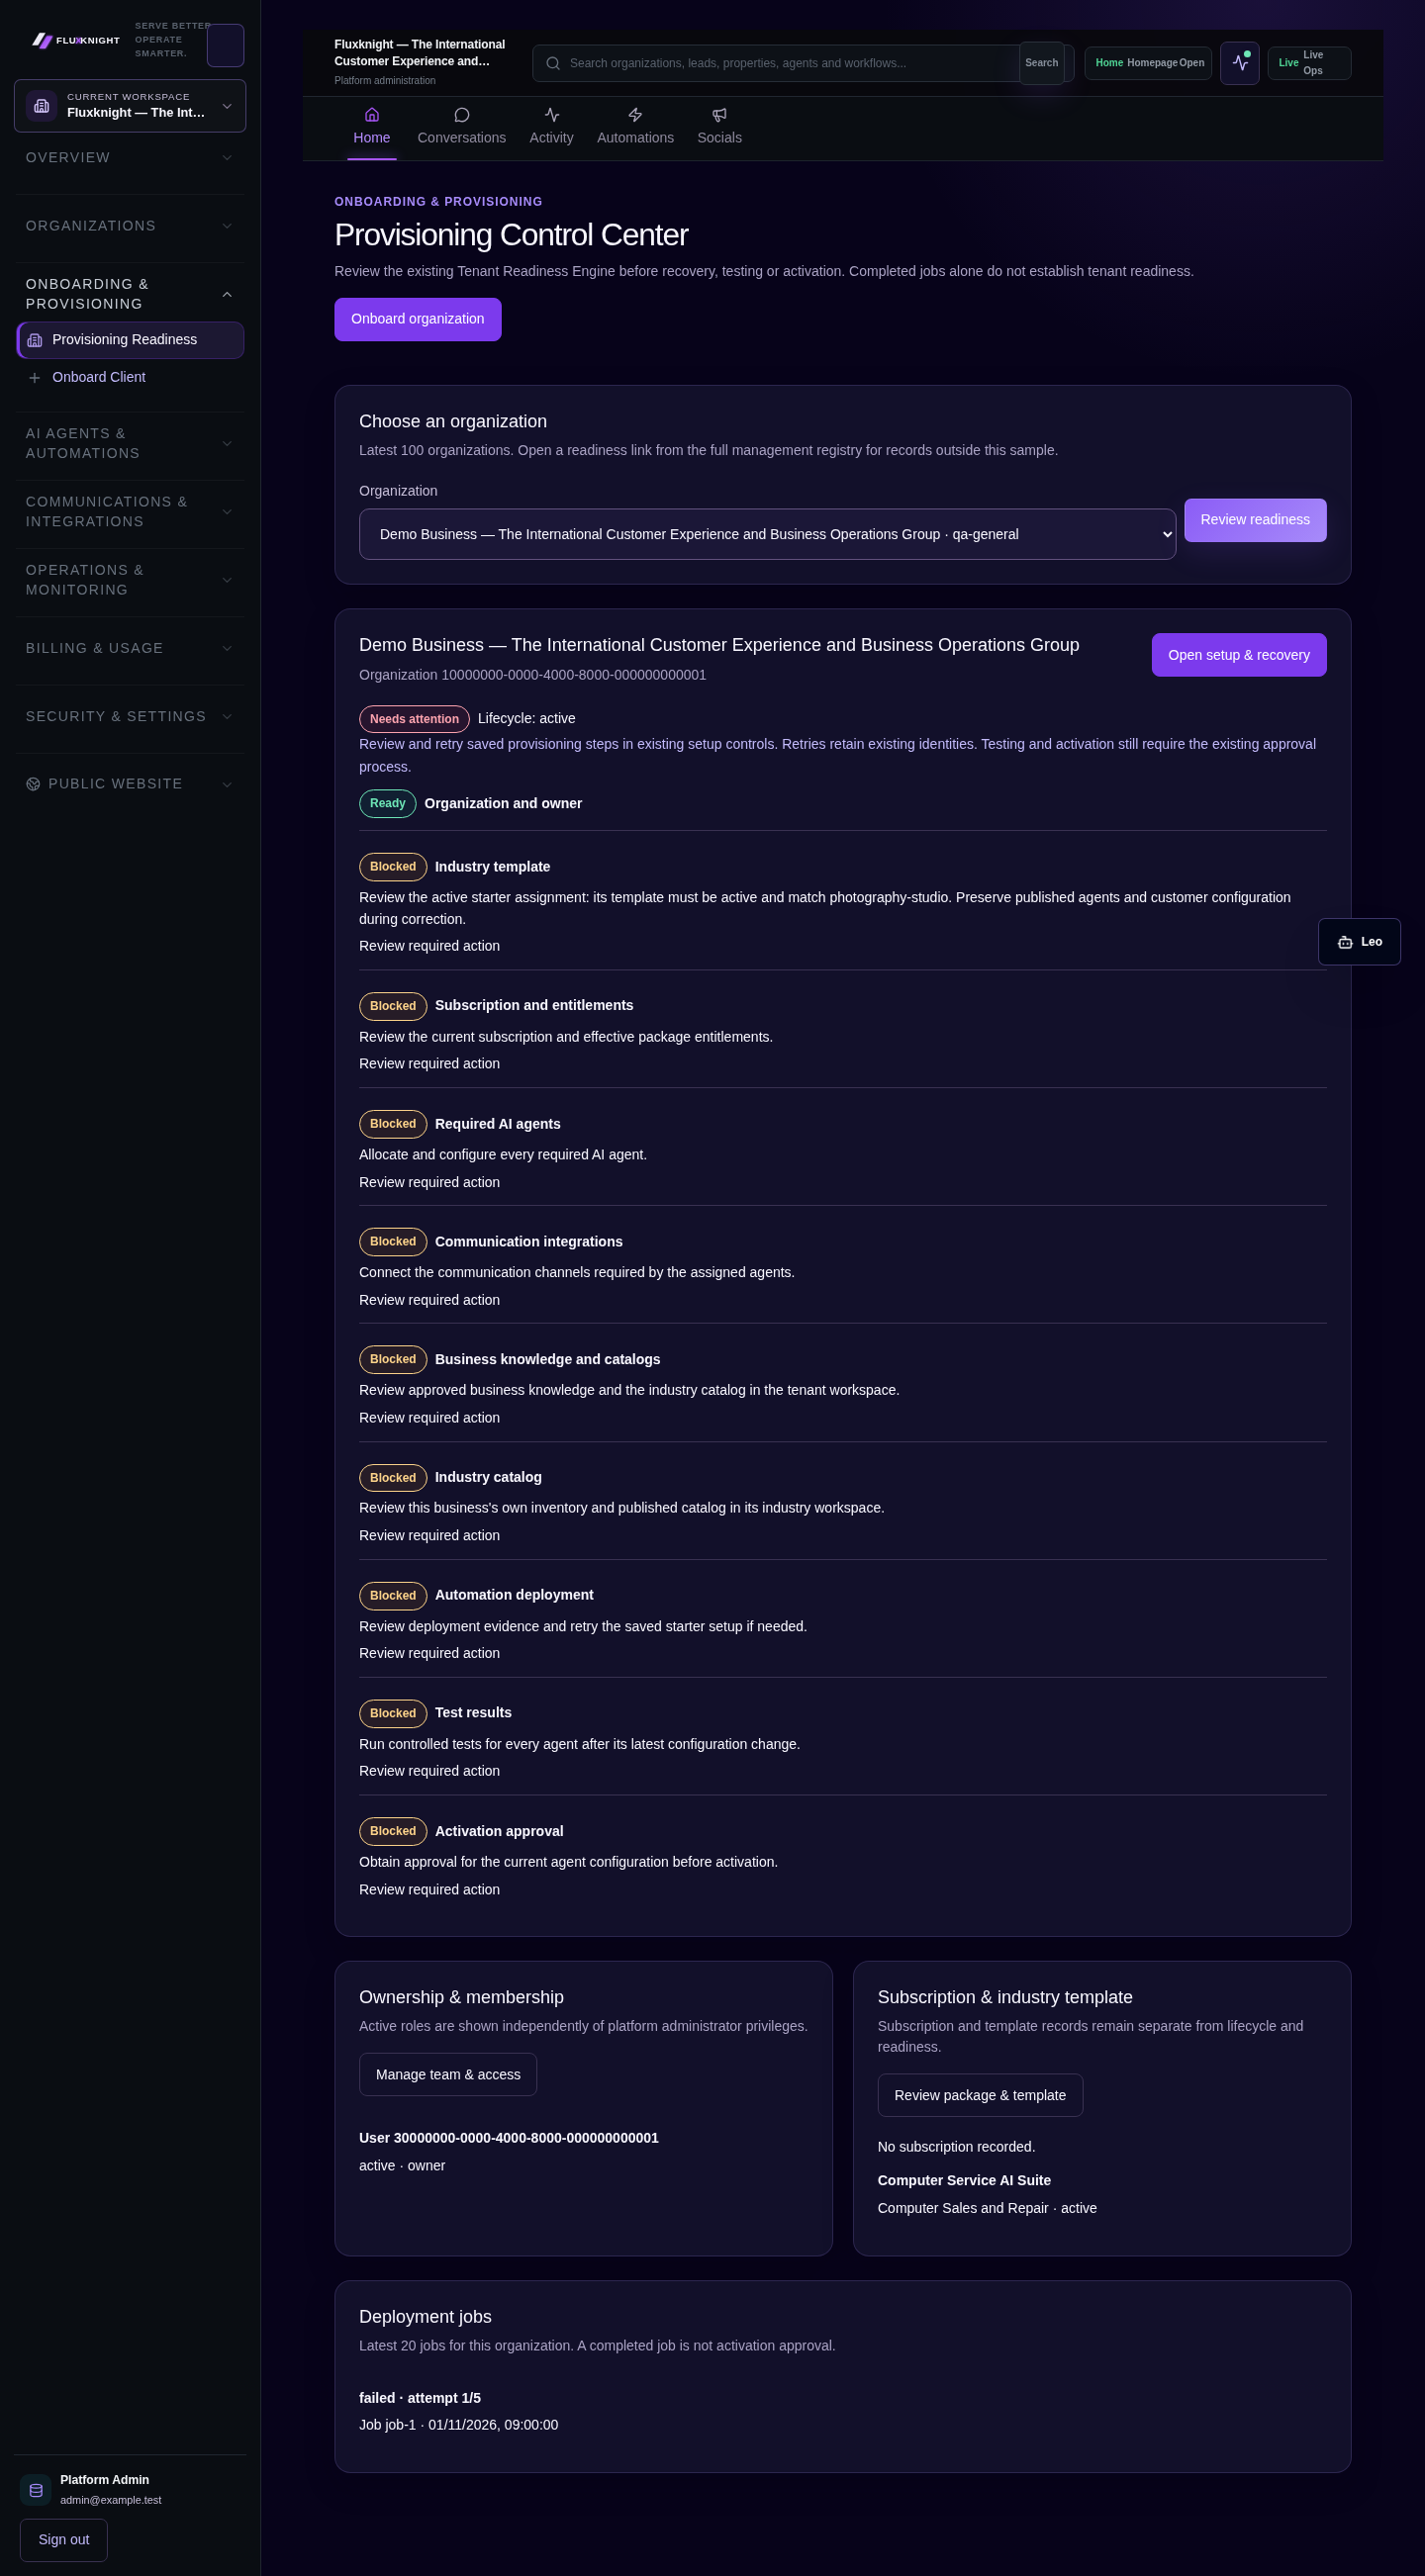 FLUXKNIGHT
SERVE BETTER
OPERATE
SMARTER.
CURRENT WORKSPACE
Fluxknight — The Int…
OVERVIEW
ORGANIZATIONS
ONBOARDING &
PROVISIONING
Provisioning Readiness
Onboard Client
AI AGENTS &
AUTOMATIONS
COMMUNICATIONS &
INTEGRATIONS
OPERATIONS &
MONITORING
BILLING & USAGE
SECURITY & SETTINGS
PUBLIC WEBSITE
Platform Admin
admin@example.test
Sign out
Fluxknight — The International
Customer Experience and…
Platform administration
Search organizations, leads, properties, agents and workflows...
Search
Home Homepage Open
Live Live
Ops
Home
Conversations
Activity
Automations
Socials
ONBOARDING & PROVISIONING
Provisioning Control Center
Review the existing Tenant Readiness Engine before recovery, testing or activation. Completed jobs alone do not establish tenant readiness.
Onboard organization
Choose an organization
Latest 100 organizations. Open a readiness link from the full management registry for records outside this sample.
Organization
Demo Business — The International Customer Experience and Business Operations Group · qa-general
Review readiness
Demo Business — The International Customer Experience and Business Operations Group
Organization 10000000-0000-4000-8000-000000000001
Open setup & recovery
Needs attention Lifecycle: active
Review and retry saved provisioning steps in existing setup controls. Retries retain existing identities. Testing and activation still require the existing approval
process.
Ready Organization and owner
Blocked Industry template
Review the active starter assignment: its template must be active and match photography-studio. Preserve published agents and customer configuration
during correction.
Review required action
Leo
Blocked Subscription and entitlements
Review the current subscription and effective package entitlements.
Review required action
Blocked Required AI agents
Allocate and configure every required AI agent.
Review required action
Blocked Communication integrations
Connect the communication channels required by the assigned agents.
Review required action
Blocked Business knowledge and catalogs
Review approved business knowledge and the industry catalog in the tenant workspace.
Review required action
Blocked Industry catalog
Review this business's own inventory and published catalog in its industry workspace.
Review required action
Blocked Automation deployment
Review deployment evidence and retry the saved starter setup if needed.
Review required action
Blocked Test results
Run controlled tests for every agent after its latest configuration change.
Review required action
Blocked Activation approval
Obtain approval for the current agent configuration before activation.
Review required action
Ownership & membership
Active roles are shown independently of platform administrator privileges.
Manage team & access
User 30000000-0000-4000-8000-000000000001
active · owner
Subscription & industry template
Subscription and template records remain separate from lifecycle and
readiness.
Review package & template
No subscription recorded.
Computer Service AI Suite
Computer Sales and Repair · active
Deployment jobs
Latest 20 jobs for this organization. A completed job is not activation approval.
failed · attempt 1/5
Job job-1 · 01/11/2026, 09:00:00